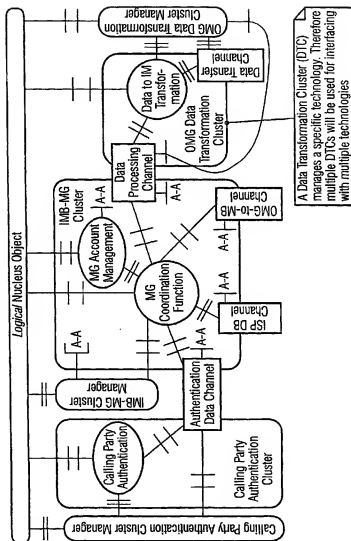 Logical Nucleus Object
OMG Data Transformation
Cluster Manager
Data to IM
Transfor-
mation
Data Transfer
Channel
OMG Data
Transformation
Cluster
A Data Transformation Cluster (DTC)
manages a specific technology. Therefore
multiple DTCs will be used for interfacing
with multiple technologies
Data
Processing
Channel
A-A
A-A
IMB-MG
Cluster
MG Account
Management
MG
Coordination
Function
OMG-to-MB
Channel
A-A
ISP DB
Channel
A-A
A-A
IMB-MG Cluster
Manager
A-A
Authentication
Data Channel
Calling Party
Authentication
Calling Party
Authentication
Cluster
Calling Party Authentication Cluster Manager